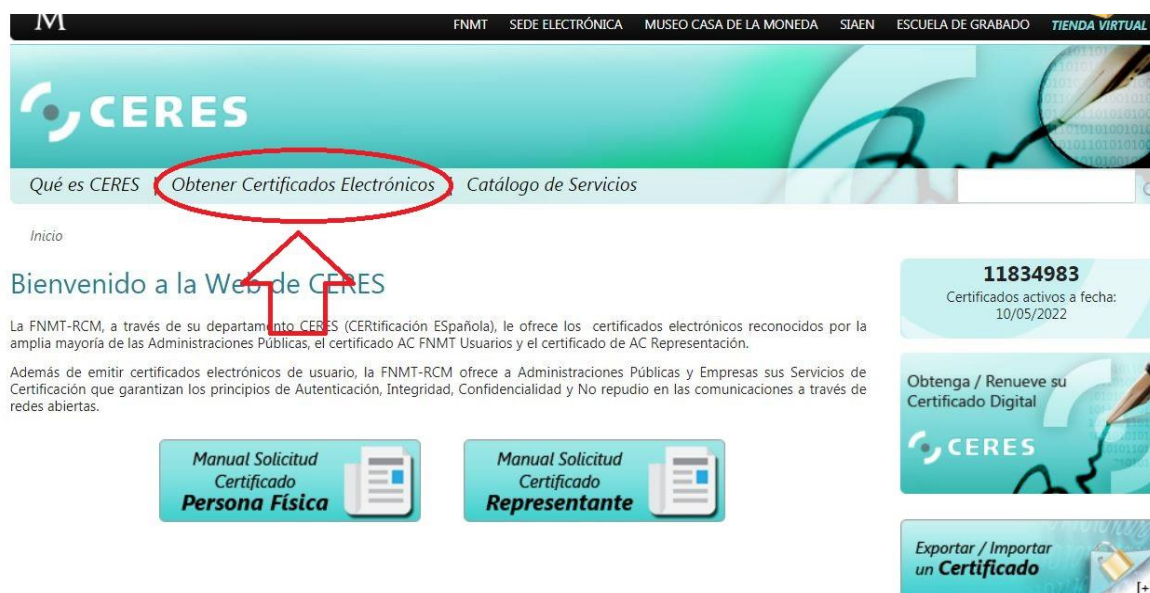 M
FNMT SEDE ELECTRÓNICA MUSEO CASA DE LA MONEDA SIAEN ESCUELA DE GRABADO TIENDA VIRTUAL
CERES
Qué es CERES | Obtener Certificados Electrónicos | Catálogo de Servicios
Inicio
Bienvenido a la Web de CERES
La FNMT-RCM, a través de su departamento CERES (CERtificación ESpañola), le ofrece los certificados electrónicos reconocidos por la
amplia mayoría de las Administraciones Públicas, el certificado AC FNMT Usuarios y el certificado de AC Representación.
Además de emitir certificados electrónicos de usuario, la FNMT-RCM ofrece a Administraciones Públicas y Empresas sus Servicios de
Certificación que garantizan los principios de Autenticación, Integridad, Confidencialidad y No repudio en las comunicaciones a través de
redes abiertas.
Manual Solicitud
Certificado
Persona Física
Manual Solicitud
Certificado
Representante
11834983
Certificados activos a fecha:
10/05/2022
Obtenga / Renueve su
Certificado Digital
CERES
Exportar / Importar
un Certificado
[+